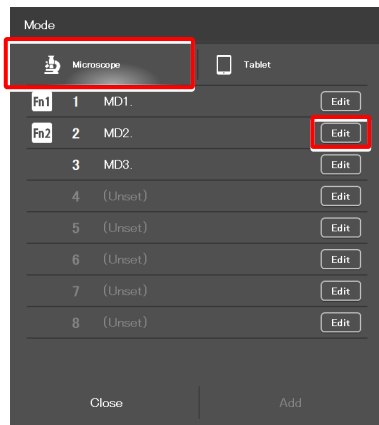 Mode
Microscope Tablet
Fn1 1 MD1. Edit
Fn2 2 MD2. Edit
3 MD3. Edit
4 (Unset) Edit
5 (Unset) Edit
6 (Unset) Edit
7 (Unset) Edit
8 (Unset) Edit
Close Add